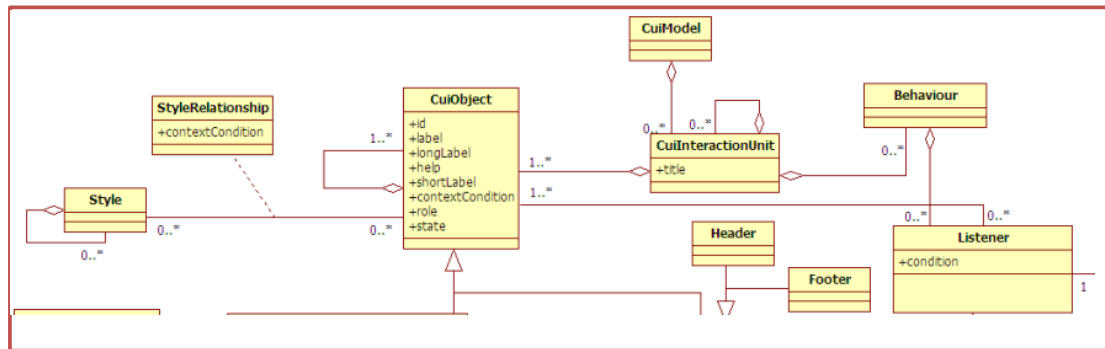 CuiModel
CuiObject
+id
+label
+longLabel
+help
+shortLabel
+contextCondition
+role
+state
Behaviour
StyleRelationship
+contextCondition
1..*
0..*
0..*
CuiInteractionUnit
+title
1..*
0..*
1..*
Style
0..*
0..*
0..*
0..*
0..*
Header
Listener
+condition
Footer
1